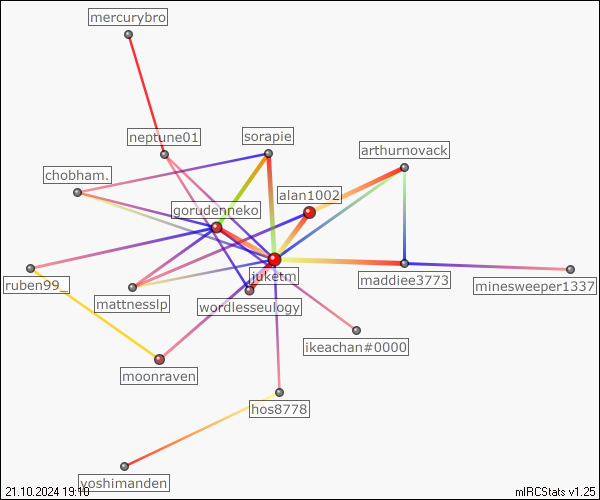 mercurybro
neptune01
sorapie
arthurnovack
chobham.
alan1002
gorudenneko
juketn
maddiee3773
minesweeper1337
ruben99_
mattnesslp
wordlesseulogy
ikeachan#0000
moonraven
hos8778
yoshimanden
21.10.2024 19:10
mIRCStats v1.25